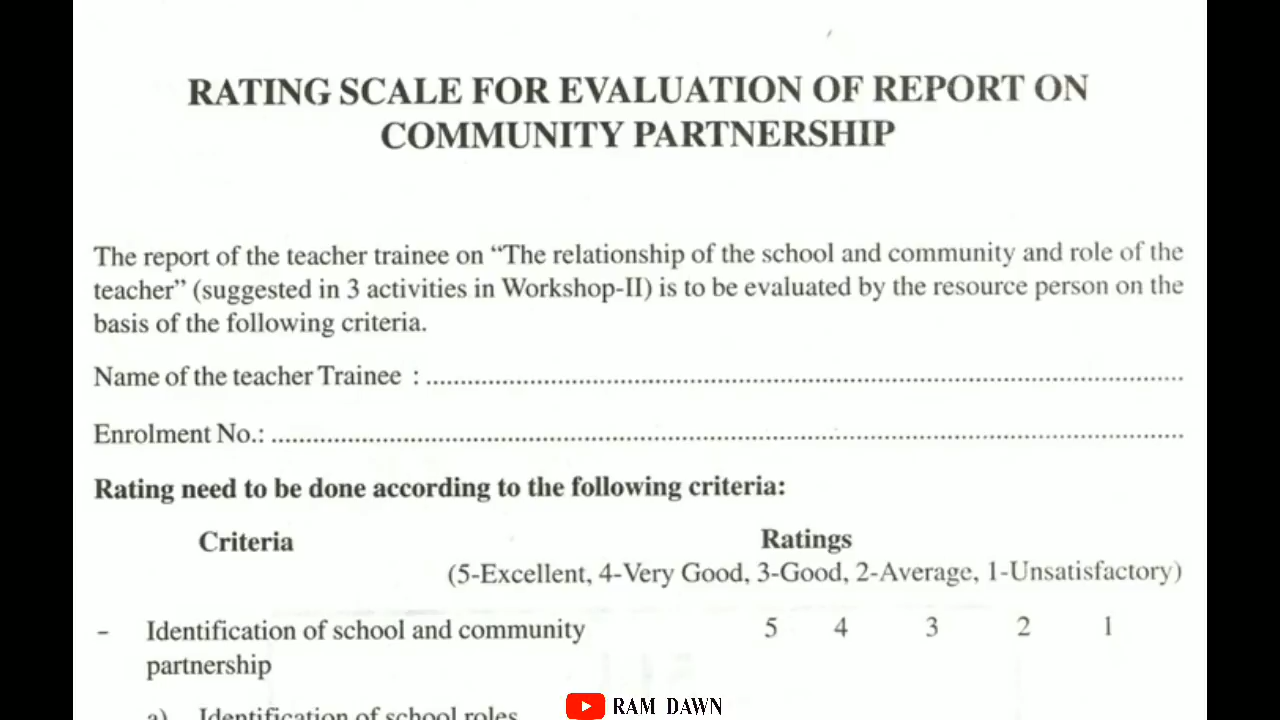 RATING SCALE FOR EVALUATION OF REPORT ON
COMMUNITY PARTNERSHIP
The report of the teacher trainee on “The relationship of the school and community and role of the
teacher” (suggested in 3 activities in Workshop-II) is to be evaluated by the resource person on the
basis of the following criteria.
Name of the teacher Trainee : ................................................................................................................
Enrolment No.: ........................................................................................................................................
Rating need to be done according to the following criteria:
Criteria Ratings
(5-Excellent, 4-Very Good, 3-Good, 2-Average, 1-Unsatisfactory)
- Identification of school and community 5 4 3 2 1
partnership
a) Identification of school roles
RAM DAWN